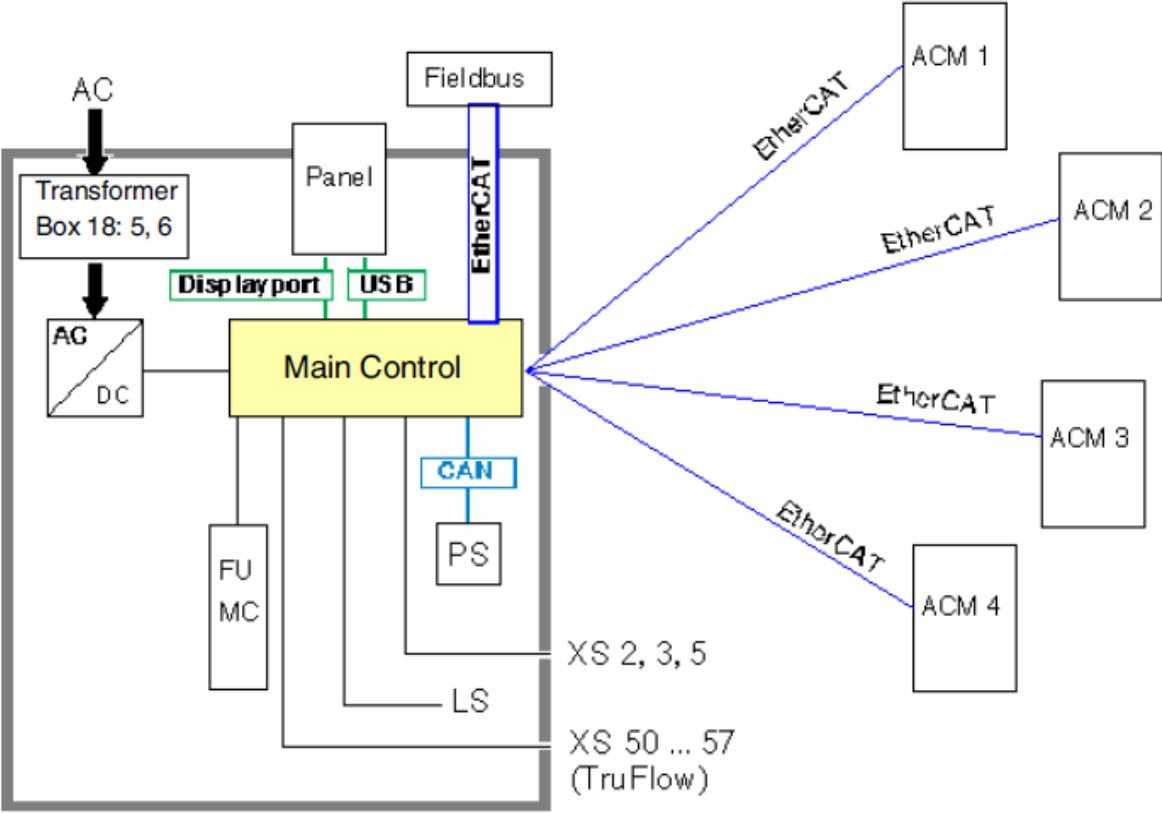 ACM 1
Fieldbus
AC
EtherCAT
Panel
EtherCAT
Transformer
Box 18: 5, 6
ACM 2
EtherCAT
Displayport
USB
AC
DC
Main Control
EtherCAT
ACM 3
CAN
EtherCAT
PS
FU
MC
ACM 4
XS 2, 3, 5
LS
XS 50 ... 57
(TruFlow)